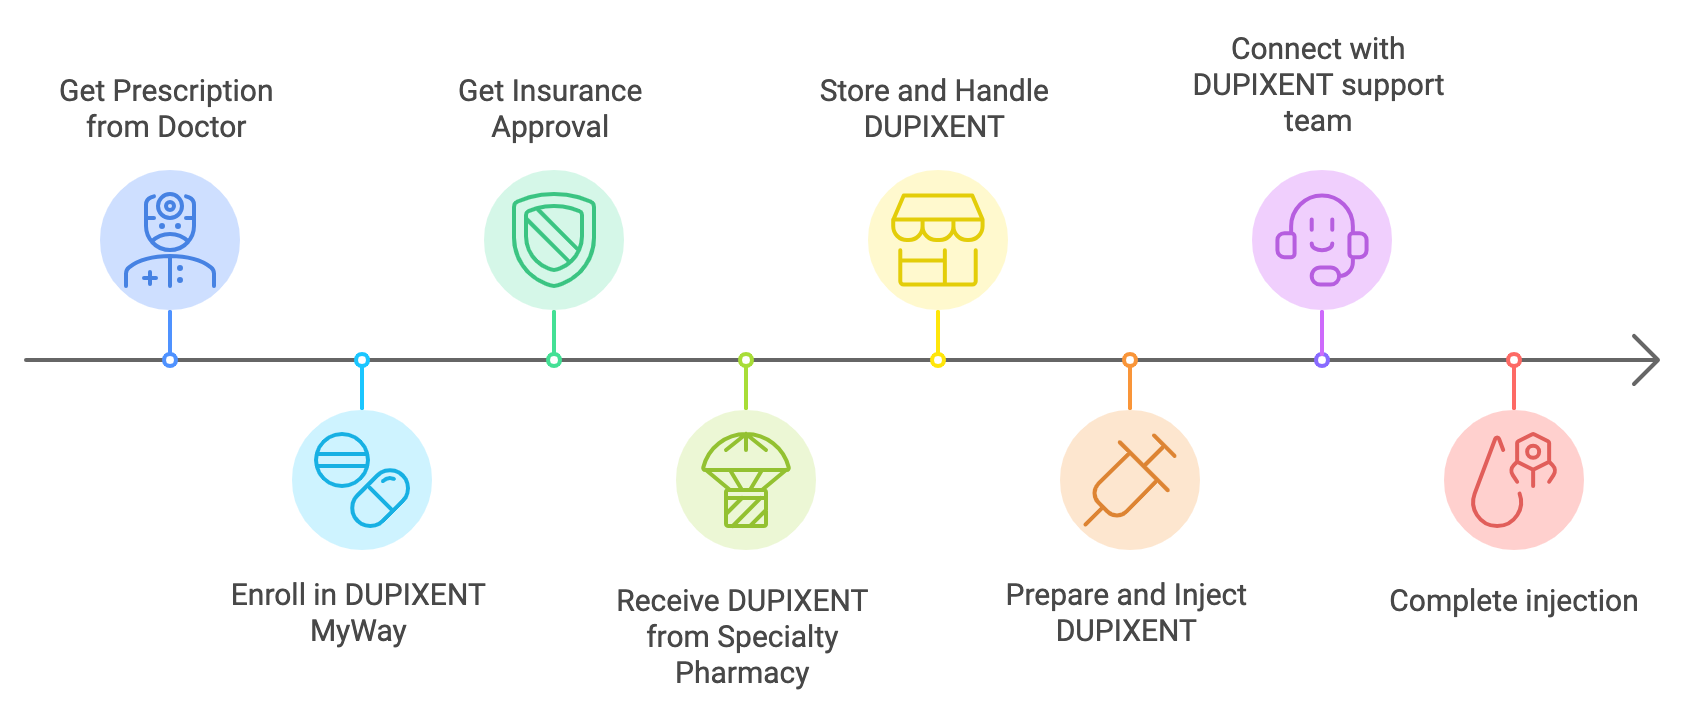 Get Prescription
from Doctor
Enroll in DUPIXENT
MyWay
Get Insurance
Approval
Receive DUPIXENT
from Specialty
Pharmacy
Store and Handle
DUPIXENT
Prepare and Inject
DUPIXENT
Connect with
DUPIXENT support
team
Complete injection